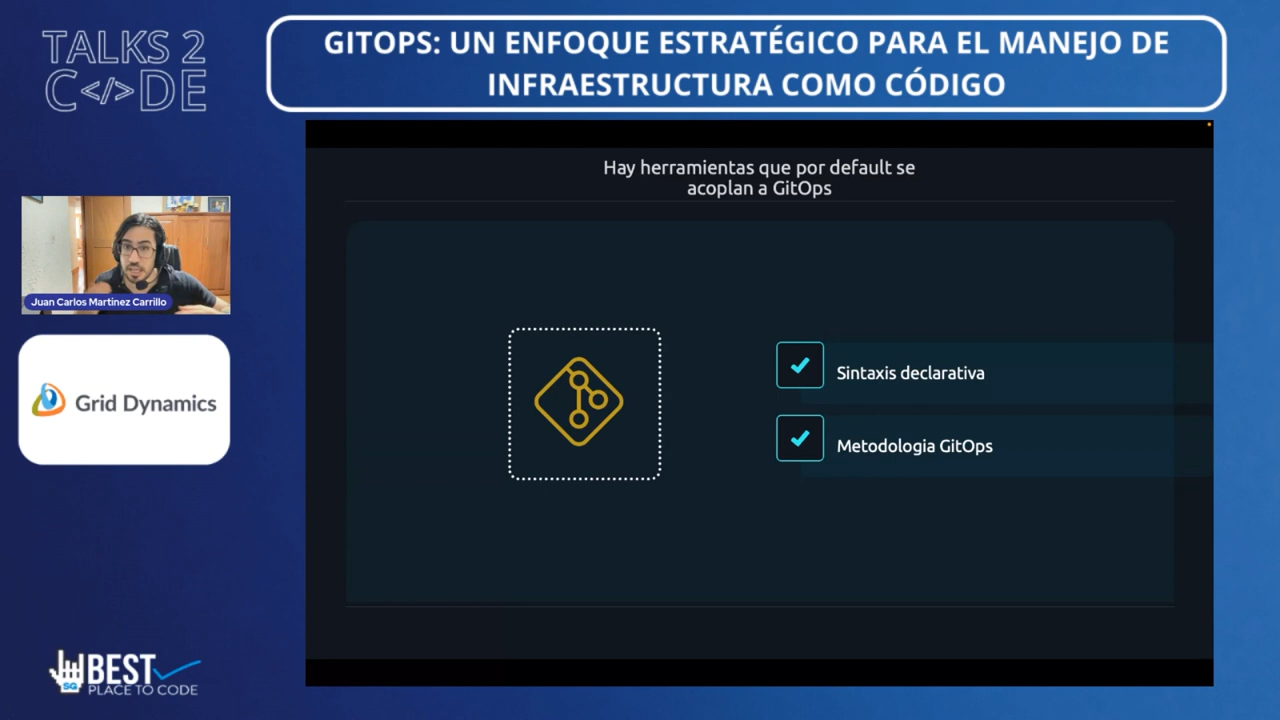 TALKS 2
C</>DE
GITOPS: UN ENFOQUE ESTRATÉGICO PARA EL MANEJO DE
INFRAESTRUCTURA COMO CÓDIGO
Hay herramientas que por default se
acoplan a GitOps
Juan Carlos Martinez Carrillo
Grid Dynamics
Sintaxis declarativa
Metodologia GitOps
SG
BEST
PLACE TO CODE